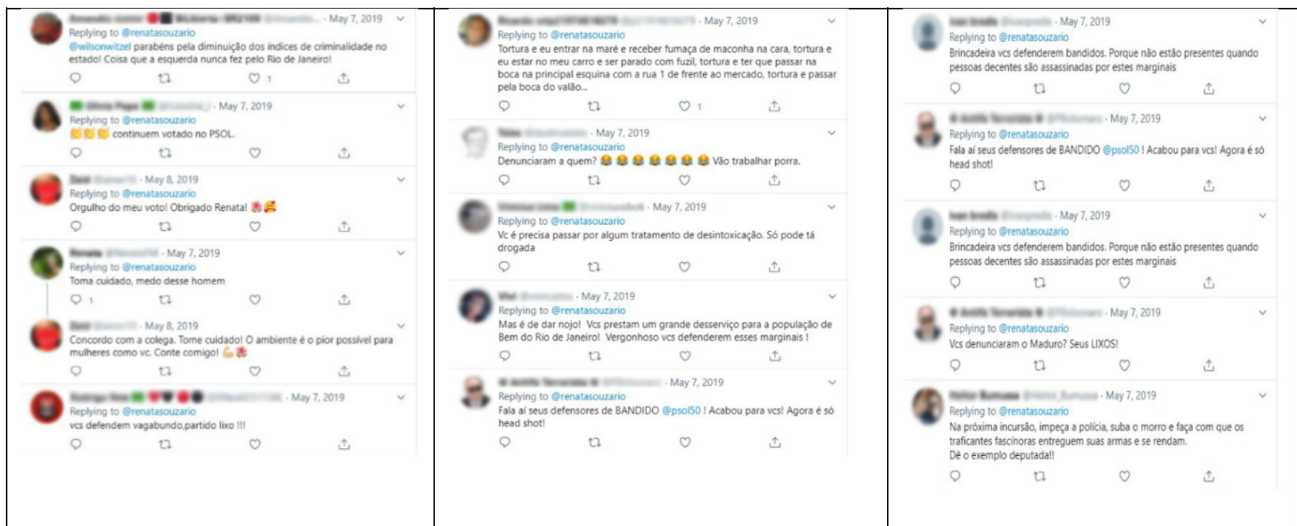 - May 7, 2019
Replying to @renatasouzario
@wilsonwitzel parabéns pela diminuição dos índices de criminalidade no
estado! Coisa que a esquerda nunca fez pelo Rio de Janeiro!
1
- May 7, 2019
Replying to @renatasouzario
👏👏👏 continuem votado no PSOL.
- May 8, 2019
Replying to @renatasouzario
Orgulho do meu voto! Obrigado Renata! 🌺🥰
- May 7, 2019
Replying to @renatasouzario
Toma cuidado, medo desse homem
1
- May 8, 2019
Concordo com a colega. Tome cuidado! O ambiente é o pior possível para
mulheres como vc. Conte comigo! 💪🌺
- May 7, 2019
Replying to @renatasouzario
vcs defendem vagabundo,partido lixo !!!
- May 7, 2019
Replying to @renatasouzario
Tortura e eu entrar na maré e receber fumaça de maconha na cara, tortura e
eu estar no meu carro e ser parado com fuzil, tortura e ter que passar na
boca na principal esquina com a rua 1 de frente ao mercado, tortura e passar
pela boca do valão...
1
- May 7, 2019
Replying to @renatasouzario
Denunciaram a quem? 😂😂😂😂😂😂😂 Vão trabalhar porra.
- May 7, 2019
Replying to @renatasouzario
Vc é precisa passar por algum tratamento de desintoxicação. Só pode tá
drogada
- May 7, 2019
Replying to @renatasouzario
Mas é de dar nojo! Vcs prestam um grande desserviço para a população de
Bem do Rio de Janeiro! Vergonhoso vcs defenderem esses marginais !
- May 7, 2019
Replying to @renatasouzario
Fala aí seus defensores de BANDIDO @psol50 ! Acabou para vcs! Agora é só
head shot!
- May 7, 2019
Replying to @renatasouzario
Brincadeira vcs defenderem bandidos. Porque não estão presentes quando
pessoas decentes são assassinadas por estes marginais
- May 7, 2019
Replying to @renatasouzario
Fala aí seus defensores de BANDIDO @psol50 ! Acabou para vcs! Agora é só
head shot!
- May 7, 2019
Replying to @renatasouzario
Brincadeira vcs defenderem bandidos. Porque não estão presentes quando
pessoas decentes são assassinadas por estes marginais
- May 7, 2019
Replying to @renatasouzario
Vcs denunciaram o Maduro? Seus LIXOS!
- May 7, 2019
Replying to @renatasouzario
Na próxima incursão, impeça a polícia, suba o morro e faça com que os
traficantes fascínoras entreguem suas armas e se rendam.
Dê o exemplo deputada!!